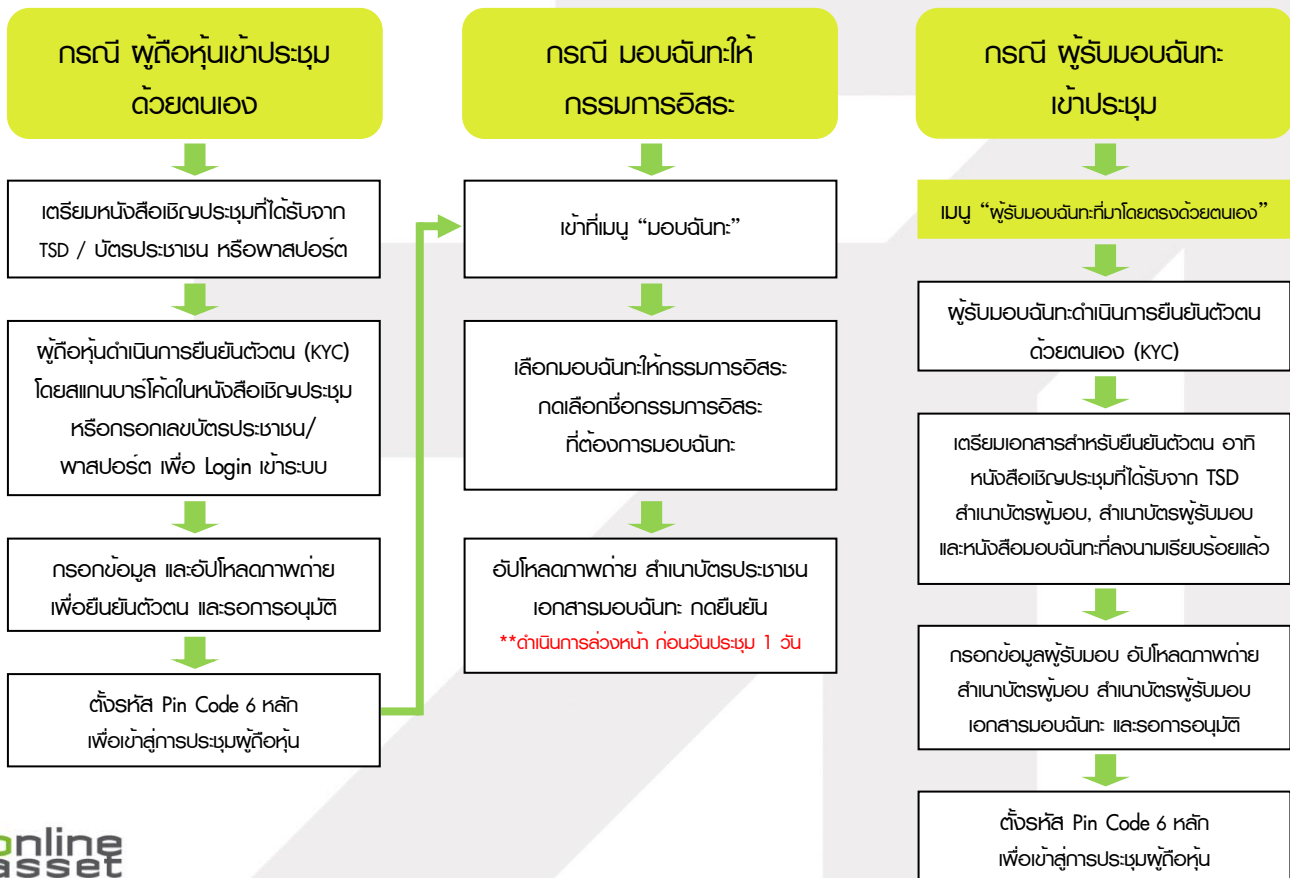 กรณี ผู้ถือหุ้นเข้าประชุม
ด้วยตนเอง
เตรียมหนังสือเชิญประชุมที่ได้รับจาก
TSD / บัตรประชาชน หรือพาสปอร์ต
ผู้ถือหุ้นดำเนินการยืนยันตัวตน (KYC)
โดยสแกนบาร์โค้ดในหนังสือเชิญประชุม
หรือกรอกเลขบัตรประชาชน/
พาสปอร์ต เพื่อ Login เข้าระบบ
กรอกข้อมูล และอัปโหลดภาพถ่าย
เพื่อยืนยันตัวตน และรอการอนุมัติ
ตั้งรหัส Pin Code 6 หลัก
เพื่อเข้าสู่การประชุมผู้ถือหุ้น
กรณี มอบฉันทะให้
กรรมการอิสระ
เข้าที่เมนู “มอบฉันทะ”
เลือกมอบฉันทะให้กรรมการอิสระ
กดเลือกชื่อกรรมการอิสระ
ที่ต้องการมอบฉันทะ
อัปโหลดภาพถ่าย สำเนาบัตรประชาชน
เอกสารมอบฉันทะ กดยืนยัน
**ดำเนินการล่วงหน้า ก่อนวันประชุม 1 วัน
กรณี ผู้รับมอบฉันทะ
เข้าประชุม
เมนู “ผู้รับมอบฉันทะที่มาโดยตรงด้วยตนเอง”
ผู้รับมอบฉันทะดำเนินการยืนยันตัวตน
ด้วยตนเอง (KYC)
เตรียมเอกสารสำหรับยืนยันตัวตน อาทิ
หนังสือเชิญประชุมที่ได้รับจาก TSD
สำเนาบัตรผู้มอบ, สำเนาบัตรผู้รับมอบ
และหนังสือมอบฉันทะที่ลงนามเรียบร้อยแล้ว
กรอกข้อมูลผู้รับมอบ อัปโหลดภาพถ่าย
สำเนาบัตรผู้มอบ สำเนาบัตรผู้รับมอบ
เอกสารมอบฉันทะ และรอการอนุมัติ
ตั้งรหัส Pin Code 6 หลัก
เพื่อเข้าสู่การประชุมผู้ถือหุ้น
online
asset